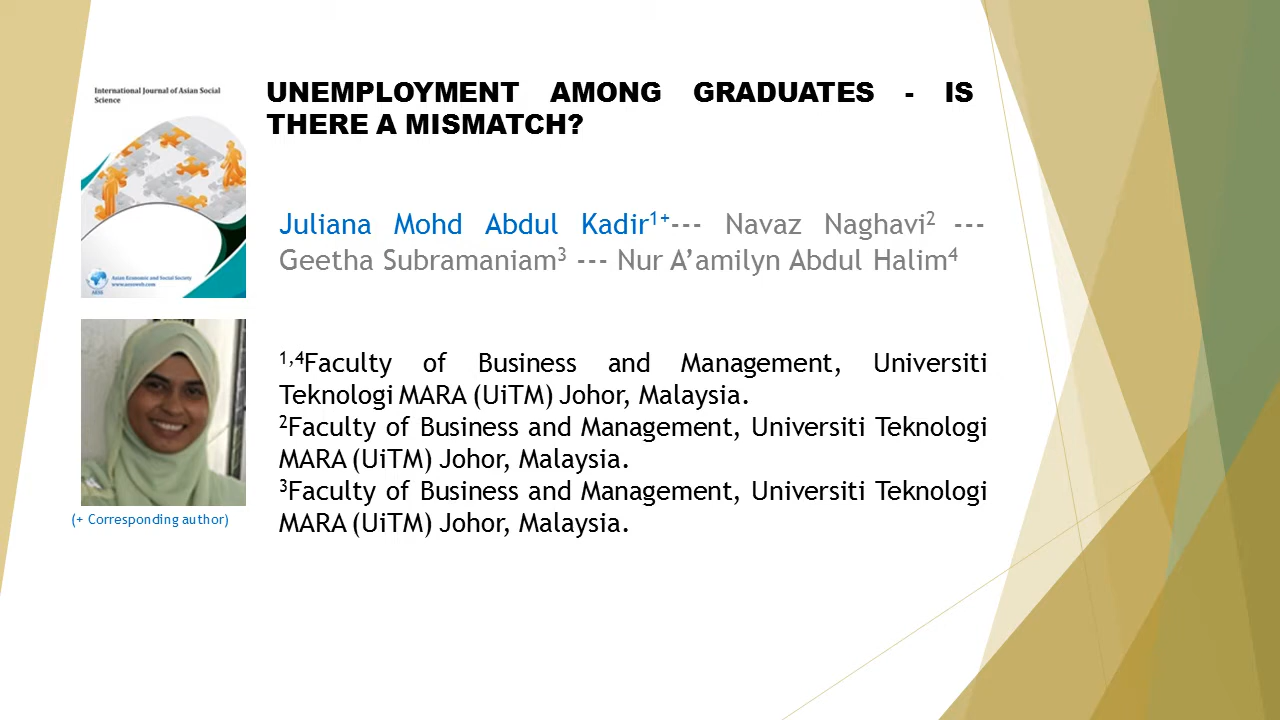 International Journal of Asian Social
Science
Asian Economic and Social Society
www.aessweb.com
AESS
(+ Corresponding author)
UNEMPLOYMENT AMONG GRADUATES - IS
THERE A MISMATCH?
Juliana Mohd Abdul Kadir¹⁺--- Navaz Naghavi² ---
Geetha Subramaniam³ --- Nur A’amilyn Abdul Halim⁴
¹,⁴Faculty of Business and Management, Universiti
Teknologi MARA (UiTM) Johor, Malaysia.
²Faculty of Business and Management, Universiti Teknologi
MARA (UiTM) Johor, Malaysia.
³Faculty of Business and Management, Universiti Teknologi
MARA (UiTM) Johor, Malaysia.